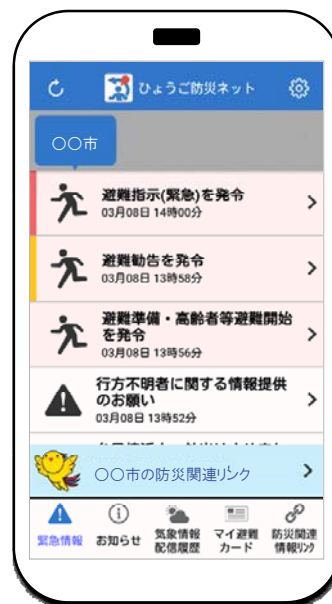 ひょうご防災ネット
〇〇市
避難指示(緊急)を発令
03月08日 14時00分
避難勧告を発令
03月08日 13時58分
避難準備・高齢者等避難開始
を発令
03月08日 13時56分
行方不明者に関する情報提供
のお願い
03月08日 13時52分
〇〇市の防災関連リンク
緊急情報
お知らせ
気象情報
配信履歴
マイ避難
カード
防災関連
情報リンク